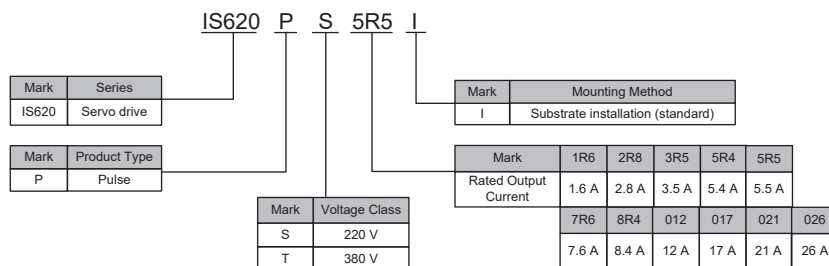 IS620 P S 5R5 I
Mark Series
IS620 Servo drive
Mark Product Type
P Pulse
Mark Voltage Class
S 220 V
T 380 V
Mark Mounting Method
I Substrate installation (standard)
Mark 1R6 2R8 3R5 5R4 5R5
Rated Output Current 1.6 A 2.8 A 3.5 A 5.4 A 5.5 A
7R6 8R4 012 017 021 026
7.6 A 8.4 A 12 A 17 A 21 A 26 A